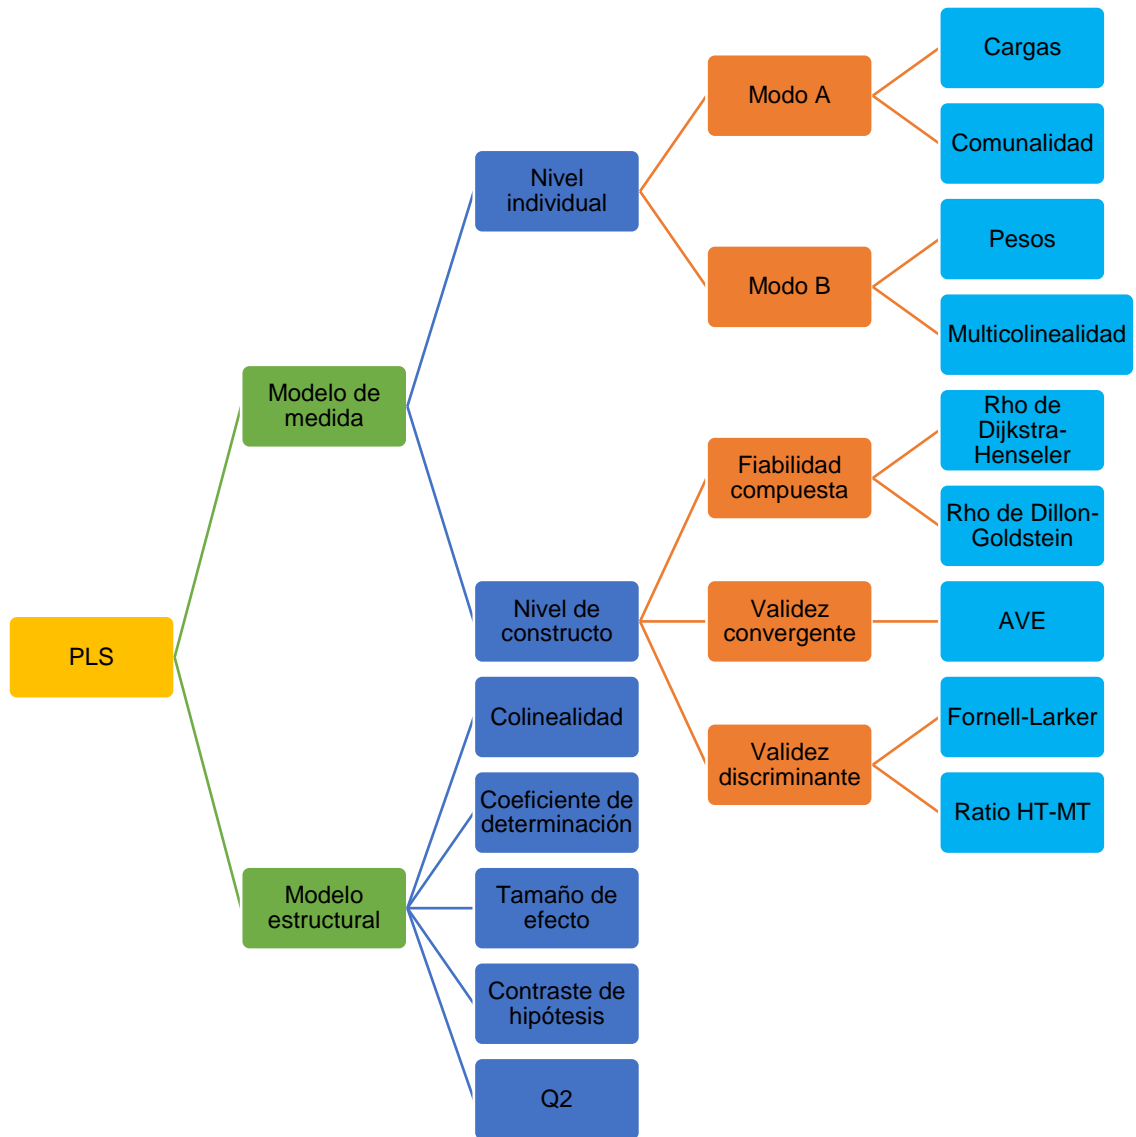 PLS
Modelo de
medida
Nivel
individual
Modo A
Cargas
Comunalidad
Modo B
Pesos
Multicolinealidad
Nivel de
constructo
Fiabilidad
compuesta
Rho de
Dijkstra-
Henseler
Rho de Dillon-
Goldstein
Validez
convergente
AVE
Validez
discriminante
Fornell-Larker
Ratio HT-MT
Modelo
estructural
Colinealidad
Coeficiente de
determinación
Tamaño de
efecto
Contraste de
hipótesis
Q2